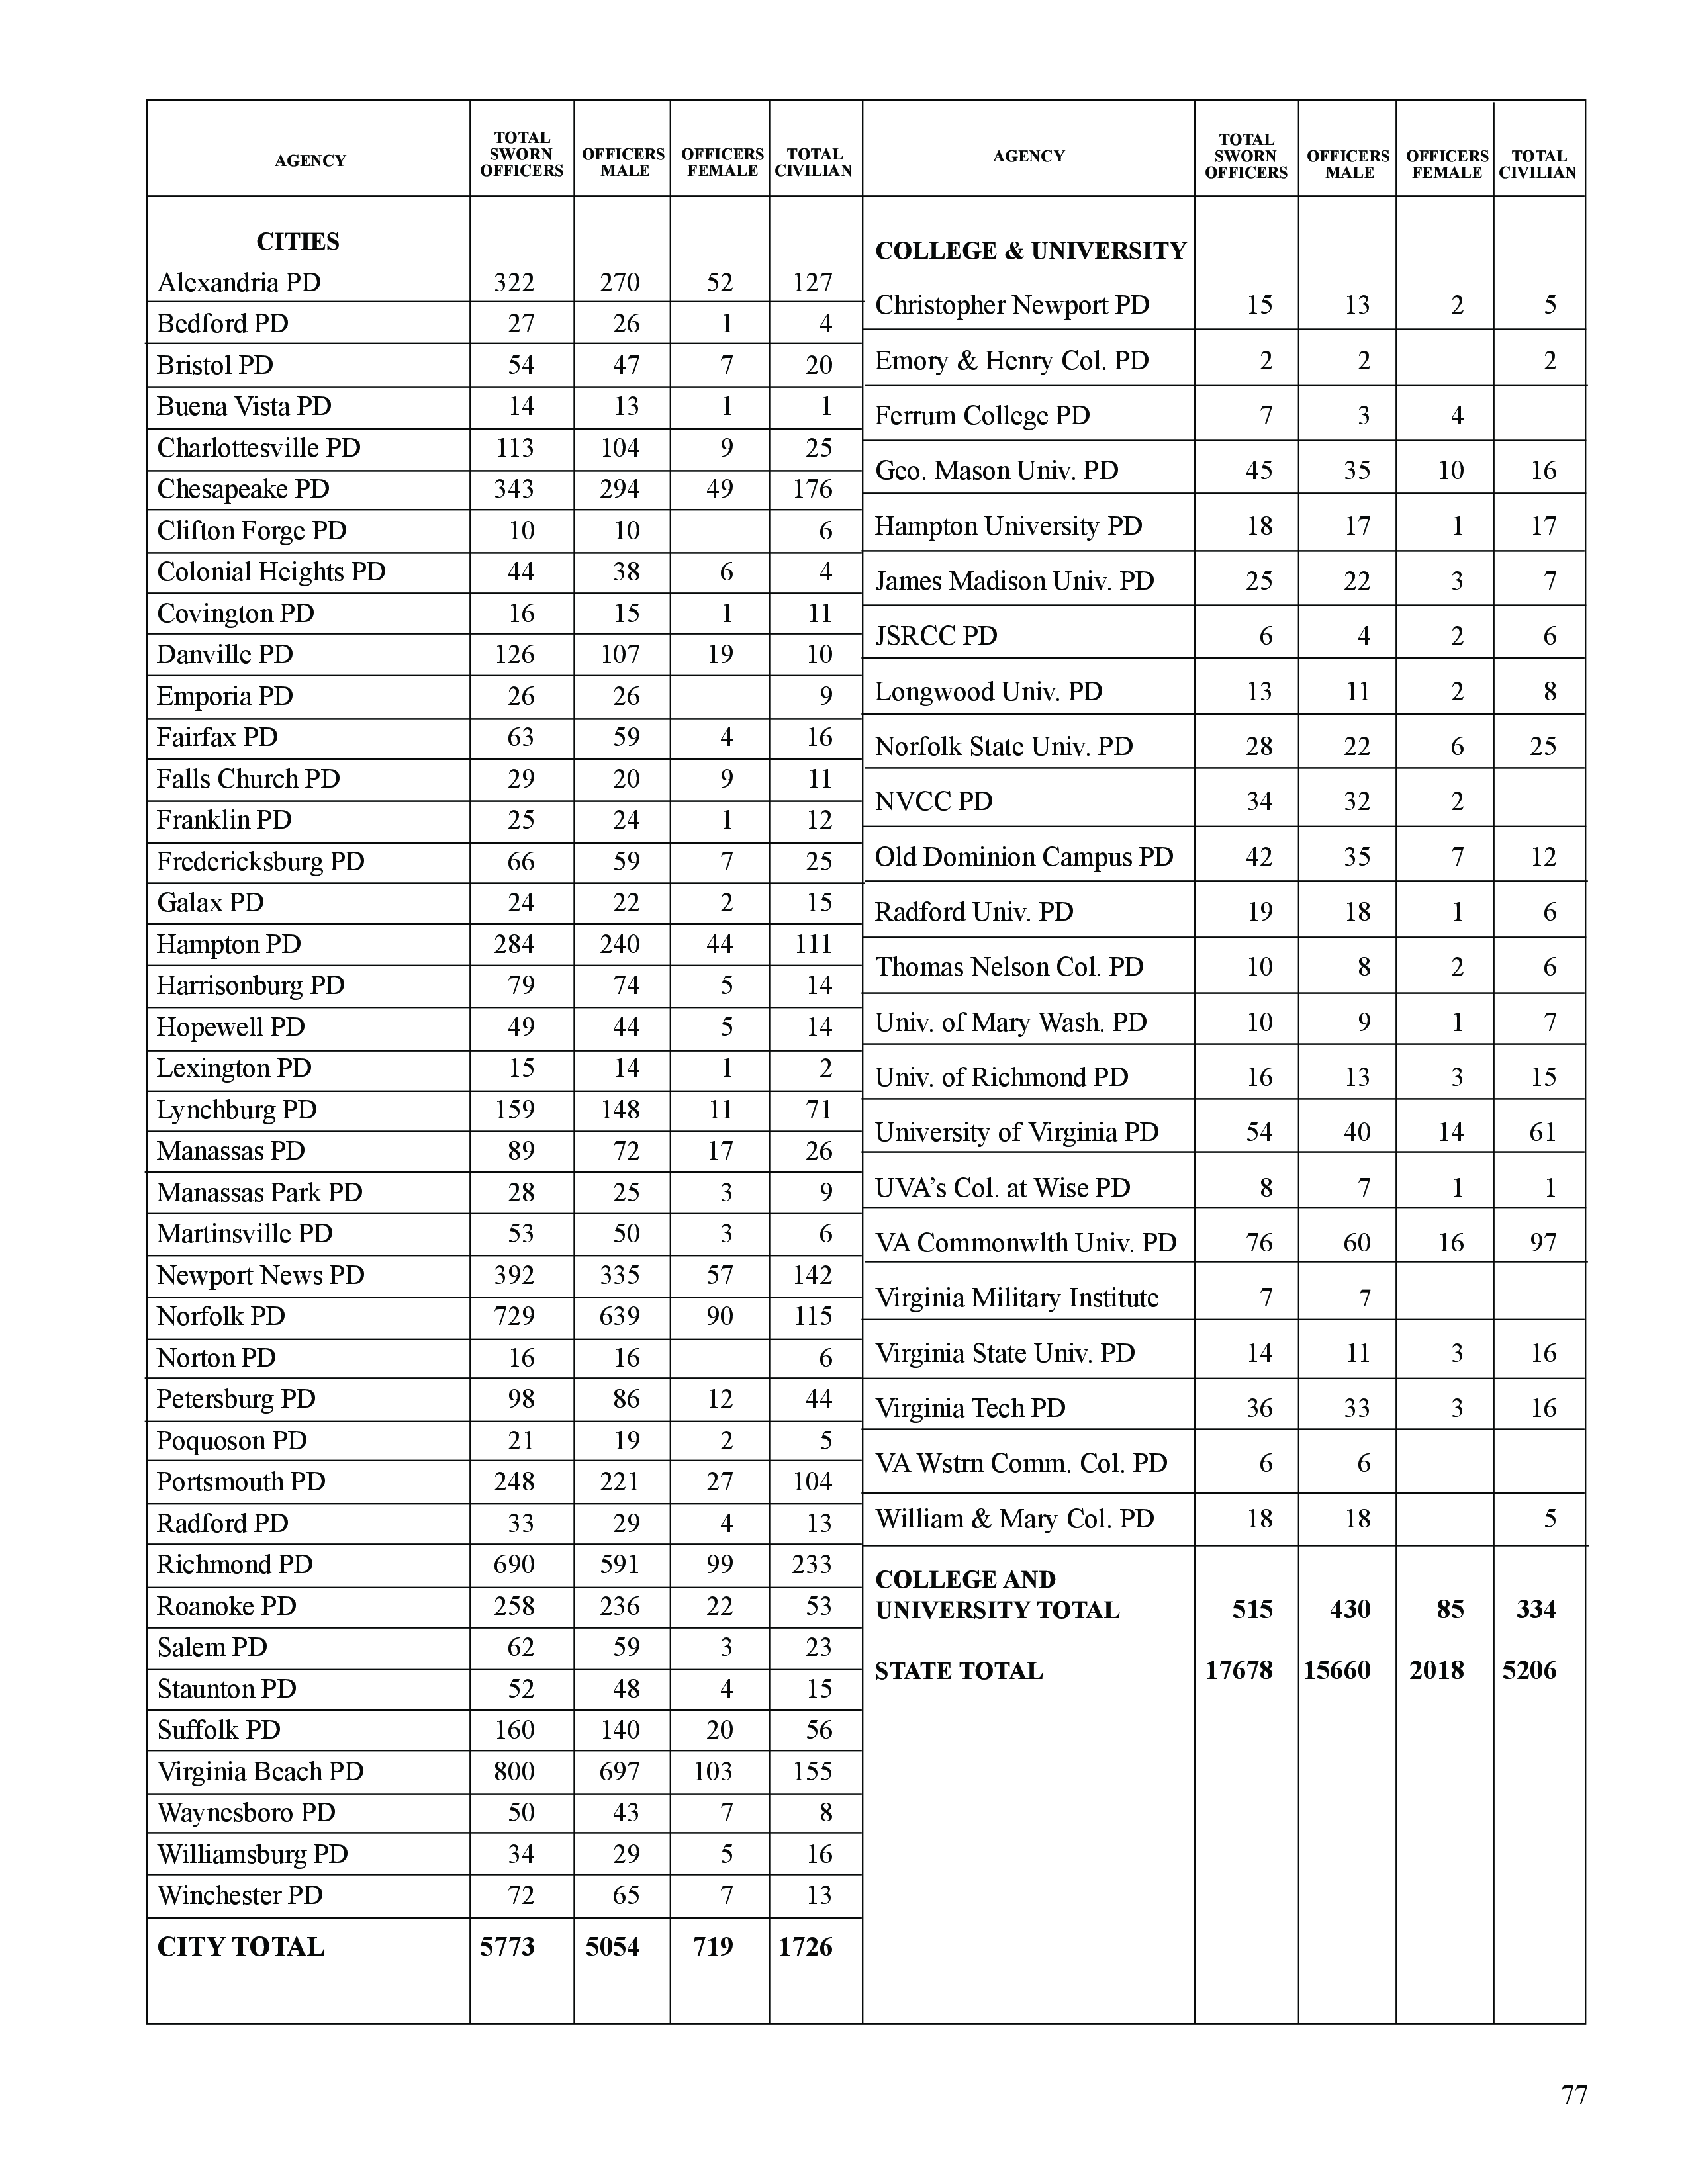 AGENCY TOTAL SWORN OFFICERS OFFICERS MALE OFFICERS FEMALE TOTAL CIVILIAN
CITIES
Alexandria PD 322 270 52 127
Bedford PD 27 26 1 4
Bristol PD 54 47 7 20
Buena Vista PD 14 13 1 1
Charlottesville PD 113 104 9 25
Chesapeake PD 343 294 49 176
Clifton Forge PD 10 10 6
Colonial Heights PD 44 38 6 4
Covington PD 16 15 1 11
Danville PD 126 107 19 10
Emporia PD 26 26 9
Fairfax PD 63 59 4 16
Falls Church PD 29 20 9 11
Franklin PD 25 24 1 12
Fredericksburg PD 66 59 7 25
Galax PD 24 22 2 15
Hampton PD 284 240 44 111
Harrisonburg PD 79 74 5 14
Hopewell PD 49 44 5 14
Lexington PD 15 14 1 2
Lynchburg PD 159 148 11 71
Manassas PD 89 72 17 26
Manassas Park PD 28 25 3 9
Martinsville PD 53 50 3 6
Newport News PD 392 335 57 142
Norfolk PD 729 639 90 115
Norton PD 16 16 6
Petersburg PD 98 86 12 44
Poquoson PD 21 19 2 5
Portsmouth PD 248 221 27 104
Radford PD 33 29 4 13
Richmond PD 690 591 99 233
Roanoke PD 258 236 22 53
Salem PD 62 59 3 23
Staunton PD 52 48 4 15
Suffolk PD 160 140 20 56
Virginia Beach PD 800 697 103 155
Waynesboro PD 50 43 7 8
Williamsburg PD 34 29 5 16
Winchester PD 72 65 7 13
CITY TOTAL 5773 5054 719 1726
AGENCY TOTAL SWORN OFFICERS OFFICERS MALE OFFICERS FEMALE TOTAL CIVILIAN
COLLEGE & UNIVERSITY
Christopher Newport PD 15 13 2 5
Emory & Henry Col. PD 2 2 2
Ferrum College PD 7 3 4
Geo. Mason Univ. PD 45 35 10 16
Hampton University PD 18 17 1 17
James Madison Univ. PD 25 22 3 7
JSRCC PD 6 4 2 6
Longwood Univ. PD 13 11 2 8
Norfolk State Univ. PD 28 22 6 25
NVCC PD 34 32 2
Old Dominion Campus PD 42 35 7 12
Radford Univ. PD 19 18 1 6
Thomas Nelson Col. PD 10 8 2 6
Univ. of Mary Wash. PD 10 9 1 7
Univ. of Richmond PD 16 13 3 15
University of Virginia PD 54 40 14 61
UVA’s Col. at Wise PD 8 7 1 1
VA Commonwlth Univ. PD 76 60 16 97
Virginia Military Institute 7 7
Virginia State Univ. PD 14 11 3 16
Virginia Tech PD 36 33 3 16
VA Wstrn Comm. Col. PD 6 6
William & Mary Col. PD 18 18 5
COLLEGE AND
UNIVERSITY TOTAL 515 430 85 334
STATE TOTAL 17678 15660 2018 5206
77